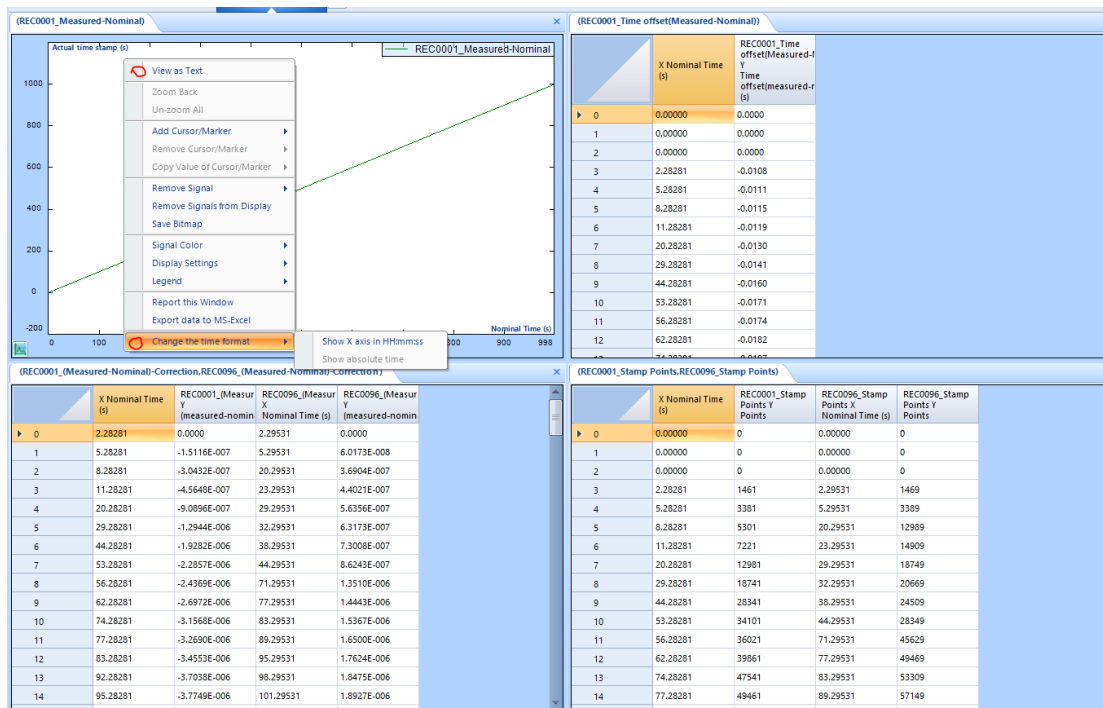 (REC0001_Measured-Nominal)
×
Actual time stamp (s)
REC0001_Measured-Nominal
1000
800
600
400
200
0
-200
0
100
800
900
998
Nominal Time (s)
View as Text
Zoom Back
Un-zoom All
Add Cursor/Marker
Remove Cursor/Marker
Copy Value of Cursor/Marker
Remove Signal
Remove Signals from Display
Save Bitmap
Signal Color
Display Settings
Legend
Report this Window
Export data to MS-Excel
Change the time format
Show X axis in HH:mm:ss
Show absolute time
(REC0001_Time offset(Measured-Nominal))
X Nominal Time
(s)
REC0001_Time
offset(Measured-N
Y
Time
offset(measured-r
(s)
0 0.00000 0.0000
1 0.00000 0.0000
2 0.00000 0.0000
3 2.28281 -0.0108
4 5.28281 -0.0111
5 8.28281 -0.0115
6 11.28281 -0.0119
7 20.28281 -0.0130
8 29.28281 -0.0141
9 44.28281 -0.0160
10 53.28281 -0.0171
11 56.28281 -0.0174
12 62.28281 -0.0182
(REC0001_(Measured-Nominal)-Correction,REC0096_(Measured-Nominal)-Correction)
×
X Nominal Time
(s)
REC0001_(Measur
Y
(measured-nomin
REC0096_(Measur
X
Nominal Time (s)
REC0096_(Measur
Y
(measured-nomin
0 2.28281 0.0000 2.29531 0.0000
1 5.28281 -1.5116E-007 5.29531 6.0173E-008
2 8.28281 -3.0432E-007 20.29531 3.6904E-007
3 11.28281 -4.5648E-007 23.29531 4.4021E-007
4 20.28281 -9.0896E-007 29.29531 5.6356E-007
5 29.28281 -1.2944E-006 32.29531 6.3173E-007
6 44.28281 -1.9282E-006 38.29531 7.3008E-007
7 53.28281 -2.2857E-006 44.29531 8.6243E-007
8 56.28281 -2.4369E-006 71.29531 1.3510E-006
9 62.28281 -2.6972E-006 77.29531 1.4443E-006
10 74.28281 -3.1568E-006 83.29531 1.5367E-006
11 77.28281 -3.2690E-006 89.29531 1.6500E-006
12 83.28281 -3.4553E-006 95.29531 1.7624E-006
13 92.28281 -3.7038E-006 98.29531 1.8475E-006
14 95.28281 -3.7749E-006 101.29531 1.8927E-006
(REC0001_Stamp Points,REC0096_Stamp Points)
X Nominal Time
(s)
REC0001_Stamp
Points Y
Points
REC0096_Stamp
Points X
Nominal Time (s)
REC0096_Stamp
Points Y
Points
0 0.00000 0 0.00000 0
1 0.00000 0 0.00000 0
2 0.00000 0 0.00000 0
3 2.28281 1461 2.29531 1469
4 5.28281 3381 5.29531 3389
5 8.28281 5301 20.29531 12989
6 11.28281 7221 23.29531 14909
7 20.28281 12981 29.29531 18749
8 29.28281 18741 32.29531 20669
9 44.28281 28341 38.29531 24509
10 53.28281 34101 44.29531 28349
11 56.28281 36021 71.29531 45629
12 62.28281 39861 77.29531 49469
13 74.28281 47541 83.29531 53309
14 77.28281 49461 89.29531 57149